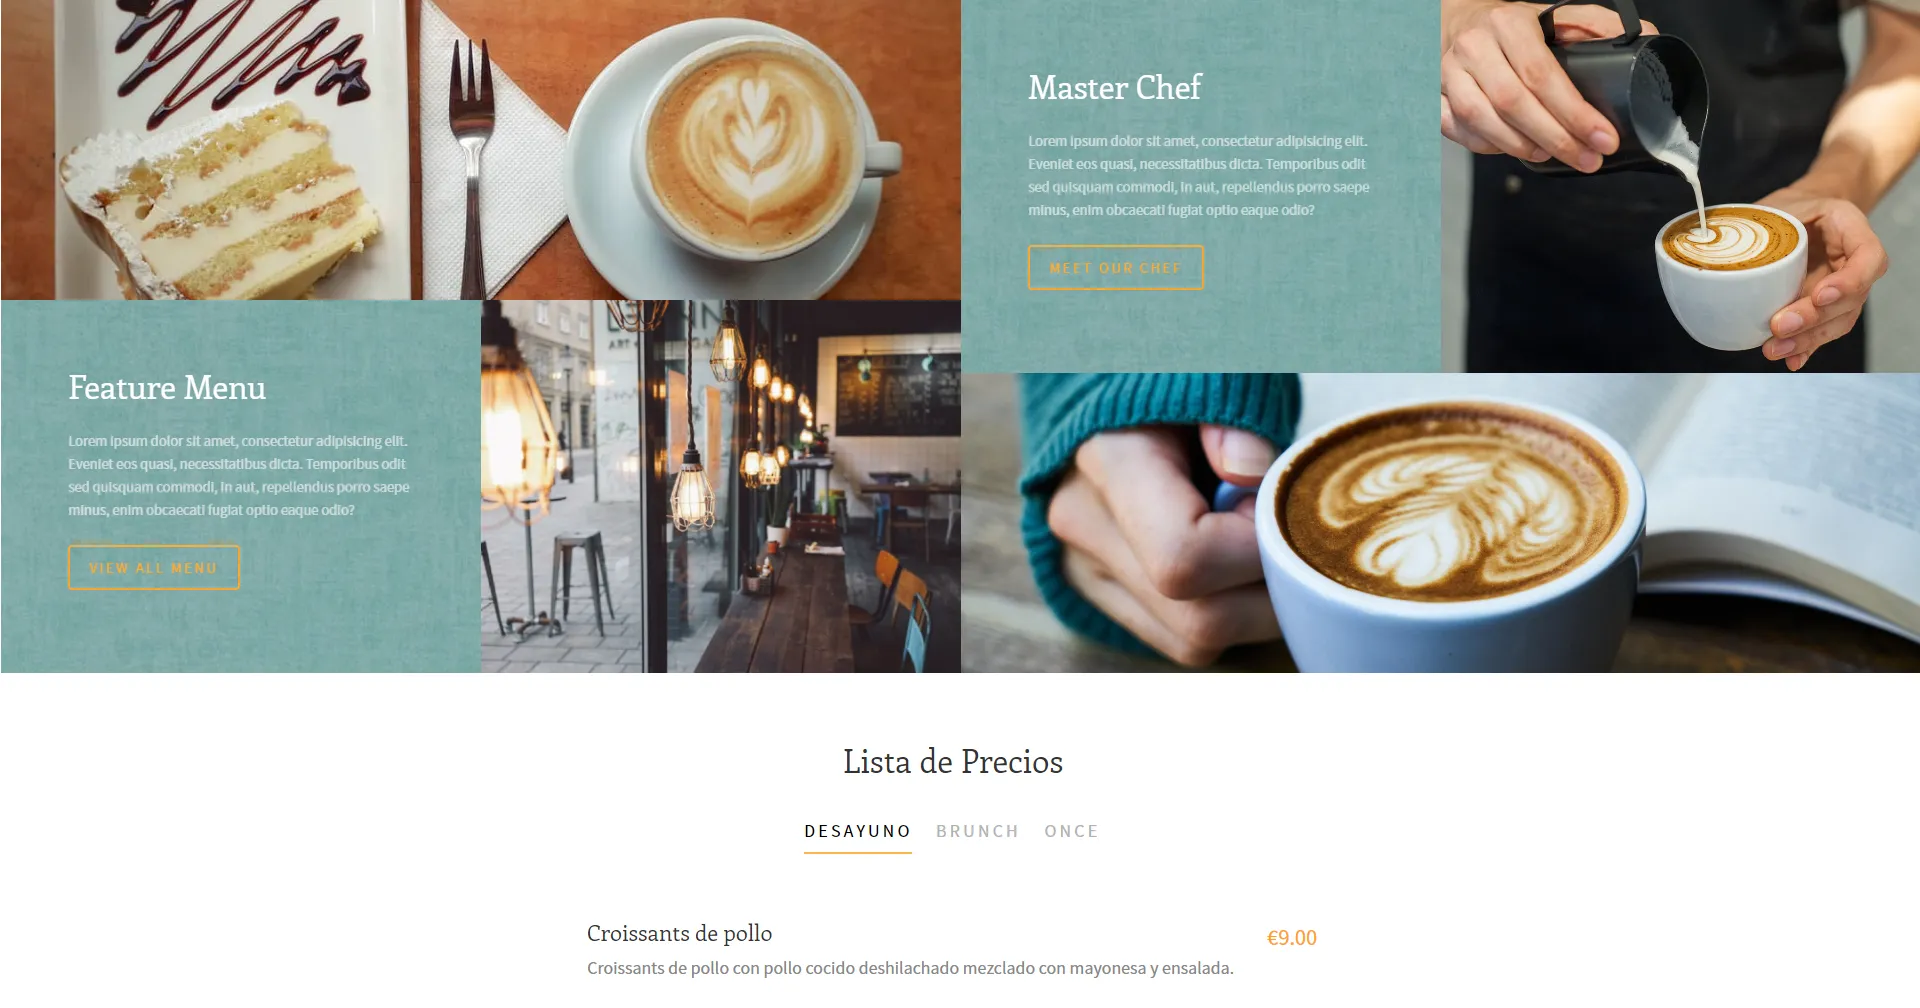 Master Chef
Lorem ipsum dolor sit amet, consectetur adipisicing elit.
Eveniet eos quasi, necessitatibus dicta. Temporibus odit
sed quisquam commodi, in aut, repellendus porro saepe
minus, enim obcaecati fugiat optio eaque odio?
MEET OUR CHEF
Feature Menu
Lorem ipsum dolor sit amet, consectetur adipisicing elit.
Eveniet eos quasi, necessitatibus dicta. Temporibus odit
sed quisquam commodi, in aut, repellendus porro saepe
minus, enim obcaecati fugiat optio eaque odio?
VIEW ALL MENU
Lista de Precios
DESAYUNO BRUNCH ONCE
Croissants de pollo €9.00
Croissants de pollo con pollo cocido deshilachado mezclado con mayonesa y ensalada.